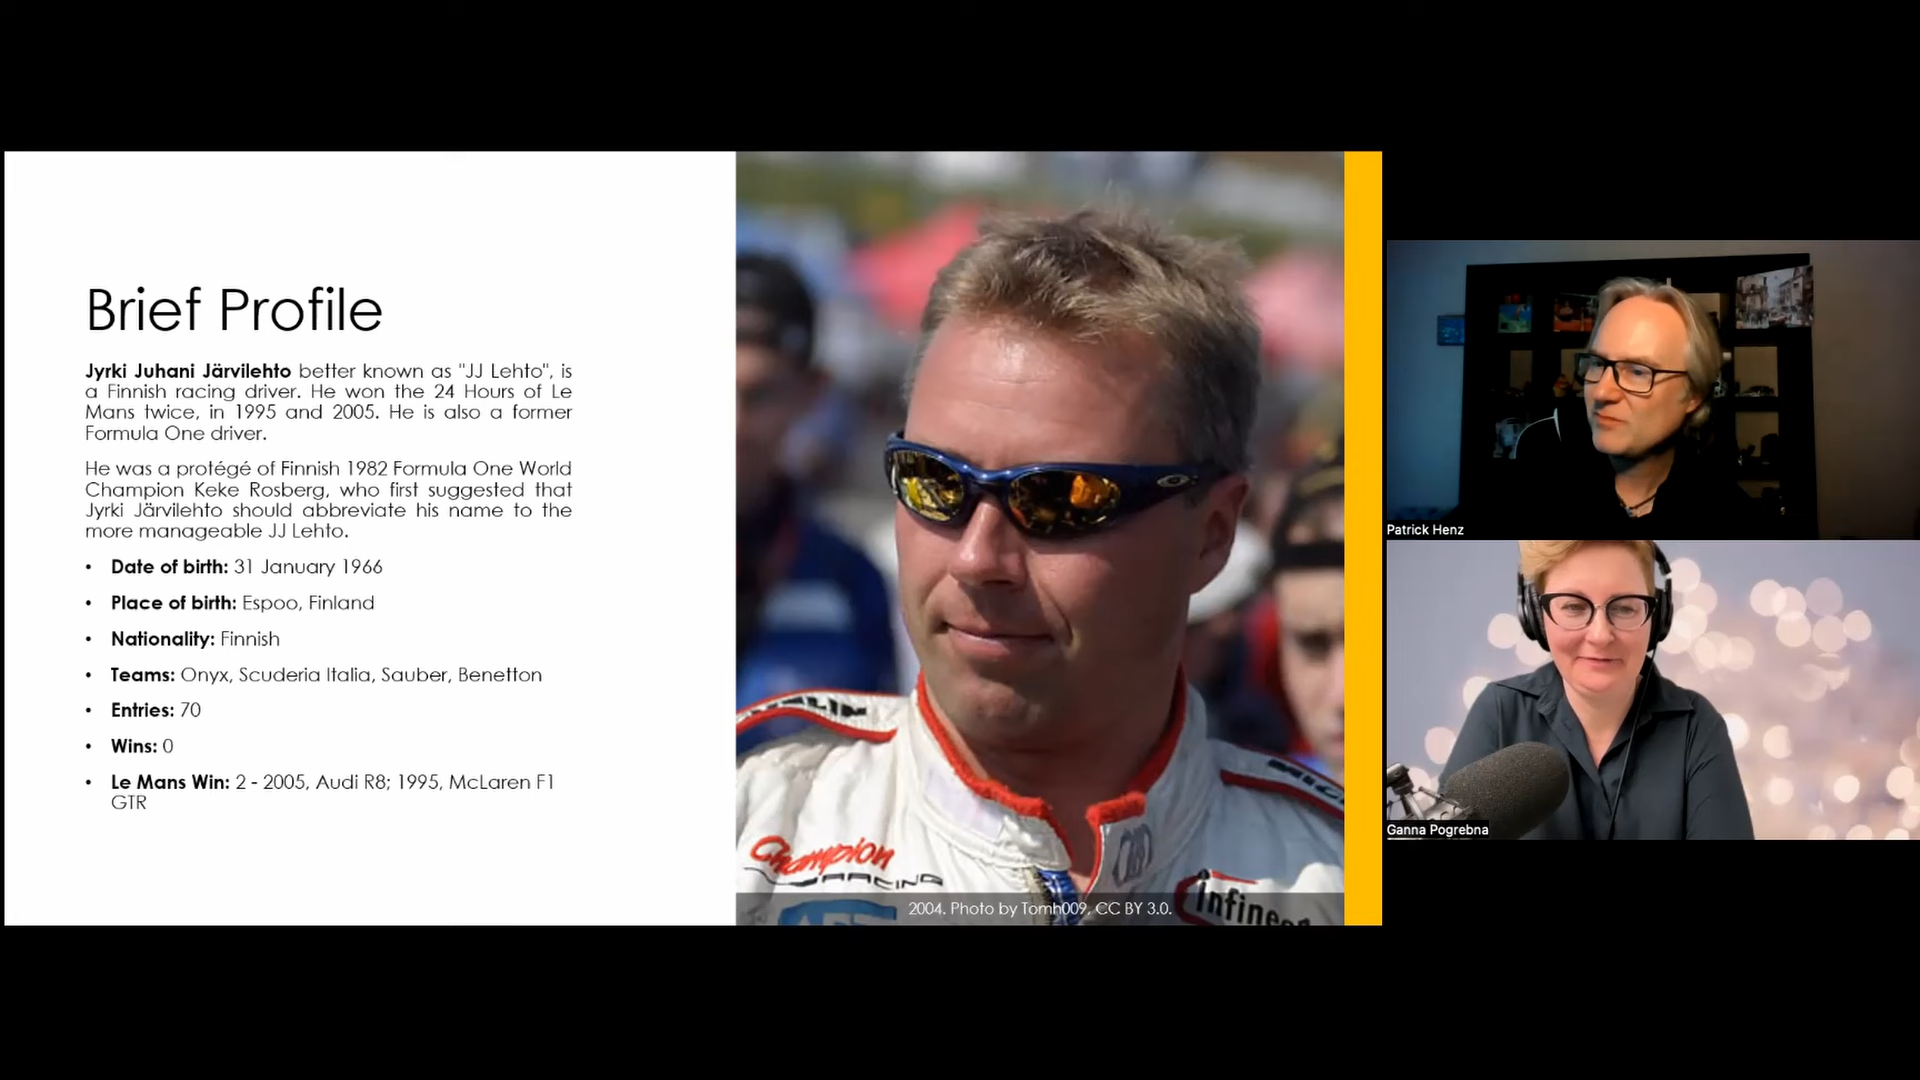 Brief Profile
Jyrki Juhani Järvilehto better known as "JJ Lehto", is
a Finnish racing driver. He won the 24 Hours of Le
Mans twice, in 1995 and 2005. He is also a former
Formula One driver.
He was a protégé of Finnish 1982 Formula One World
Champion Keke Rosberg, who first suggested that
Jyrki Järvilehto should abbreviate his name to the
more manageable JJ Lehto.
• Date of birth: 31 January 1966
• Place of birth: Espoo, Finland
• Nationality: Finnish
• Teams: Onyx, Scuderia Italia, Sauber, Benetton
• Entries: 70
• Wins: 0
• Le Mans Win: 2 - 2005, Audi R8; 1995, McLaren F1
GTR
Champion
RACING
2004. Photo by Tomh009, CC BY 3.0.
Patrick Henz
Ganna Pogrebna